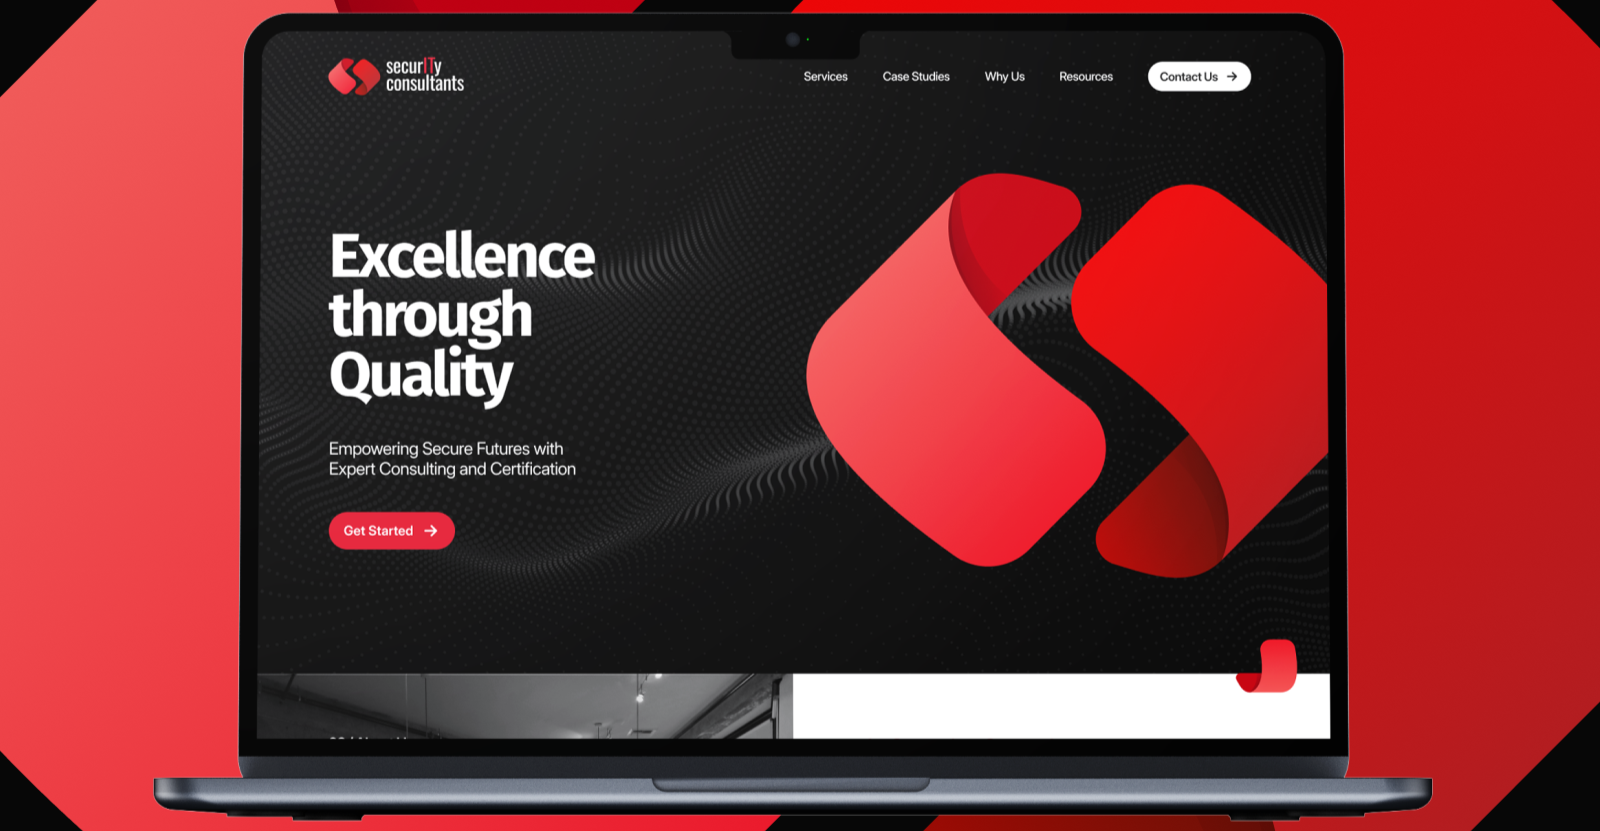 securITy
consultants
Services
Case Studies
Why Us
Resources
Contact Us
Excellence
through
Quality
Empowering Secure Futures with
Expert Consulting and Certification
Get Started